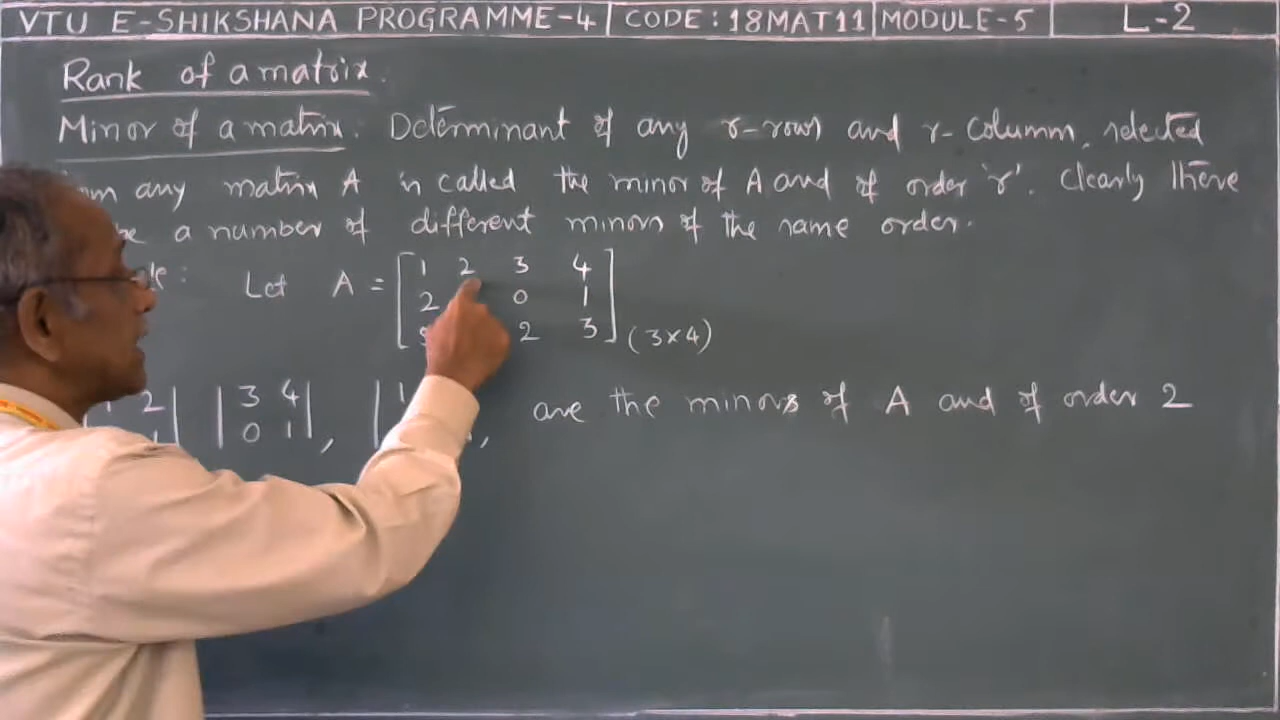 VTU E-SHIKSHANA PROGRAMME-4 | CODE: 18MAT11 | MODULE-5 | L-2
Rank of a matrix.
Minor of a matrix. Determinant of any r-rows and r-columm, selected
any matrix A is called the minor of A and of order 'r'. Clearly there
a number of different minors of the same order.
Let A = [ 1 2 3 4
2 0 1
2 3 ] (3×4)
2 | | 3 4 | | 1
| | 0 1 | , , are the minors of A and of order 2